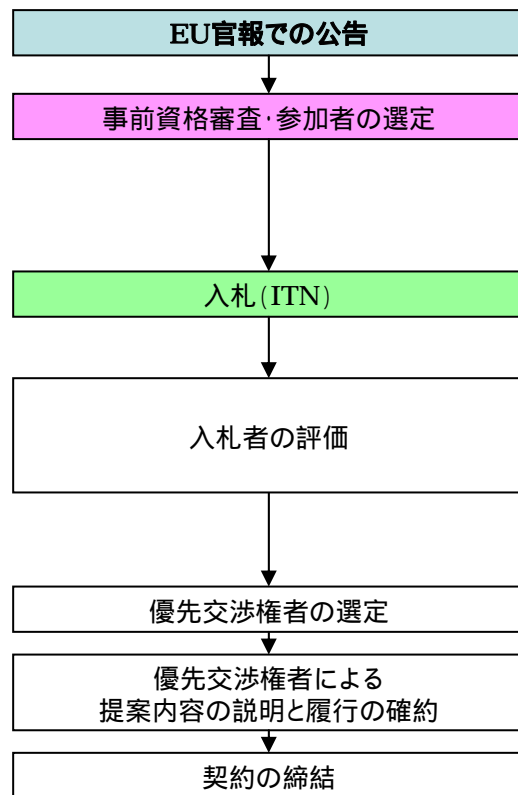 EU官報での公告
事前資格審査・参加者の選定
入札(ITN)
入札者の評価
優先交渉権者の選定
優先交渉権者による
提案内容の説明と履行の確約
契約の締結